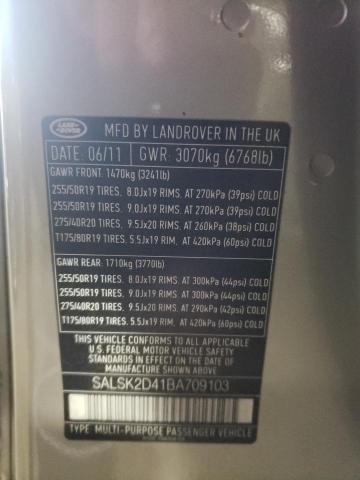 LAND
ROVER
MFD BY LANDROVER IN THE UK
DATE: 06/11 GWR: 3070kg (6768lb)
GAWR FRONT: 1470kg (3241lb)
255/50R19 TIRES. 8.0Jx19 RIMS. AT 270kPa (39psi) COLD
255/50R19 TIRES. 9.0Jx19 RIMS. AT 270kPa (39psi) COLD
275/40R20 TIRES. 9.5Jx20 RIMS. AT 260kPa (38psi) COLD
T175/80R19 TIRES. 5.5Jx19 RIM. AT 420kPa (60psi) COLD
GAWR REAR: 1710kg (3770lb)
255/50R19 TIRES. 8.0Jx19 RIMS. AT 300kPa (44psi) COLD
255/50R19 TIRES. 9.0Jx19 RIMS. AT 300kPa (44psi) COLD
275/40R20 TIRES. 9.5Jx20 RIMS. AT 290kPa (42psi) COLD
T175/80R19 TIRES. 5.5Jx19 RIM. AT 420kPa (60psi) COLD
THIS VEHICLE CONFORMS TO ALL APPLICABLE
U.S. FEDERAL MOTOR VEHICLE SAFETY STANDARDS
IN EFFECT ON THE DATE OF MANUFACTURE SHOWN ABOVE
SALSK2D41BA709103
TYPE: MULTI-PURPOSE PASSENGER VEHICLE